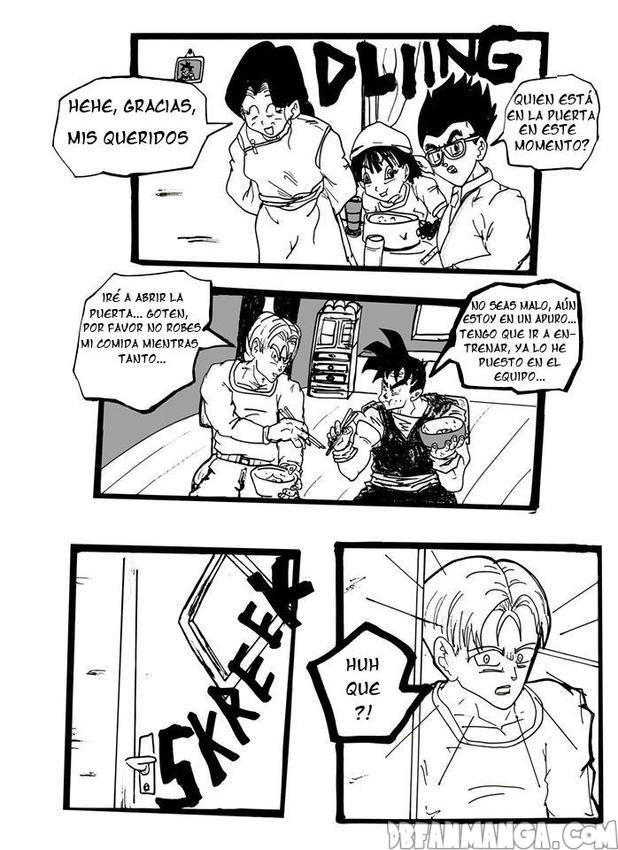 ADLIING
HEHE, GRACIAS,
MIS QUERIDOS
QUIEN ESTÁ
EN LA PUERTA
EN ESTE
MOMENTO?
IRÉ A ABRIR LA
PUERTA... GOTEN,
POR FAVOR NO ROBES
MI COMIDA MIENTRAS
TANTO...
NO SEAS MALO, AÚN
ESTOY EN UN APURO...
TENGO QUE IR A EN-
TRENAR, YA LO HE
PUESTO EN EL
EQUIPO...
SKREEK
HUH
QUE
?!
DBFANMANGA.COM